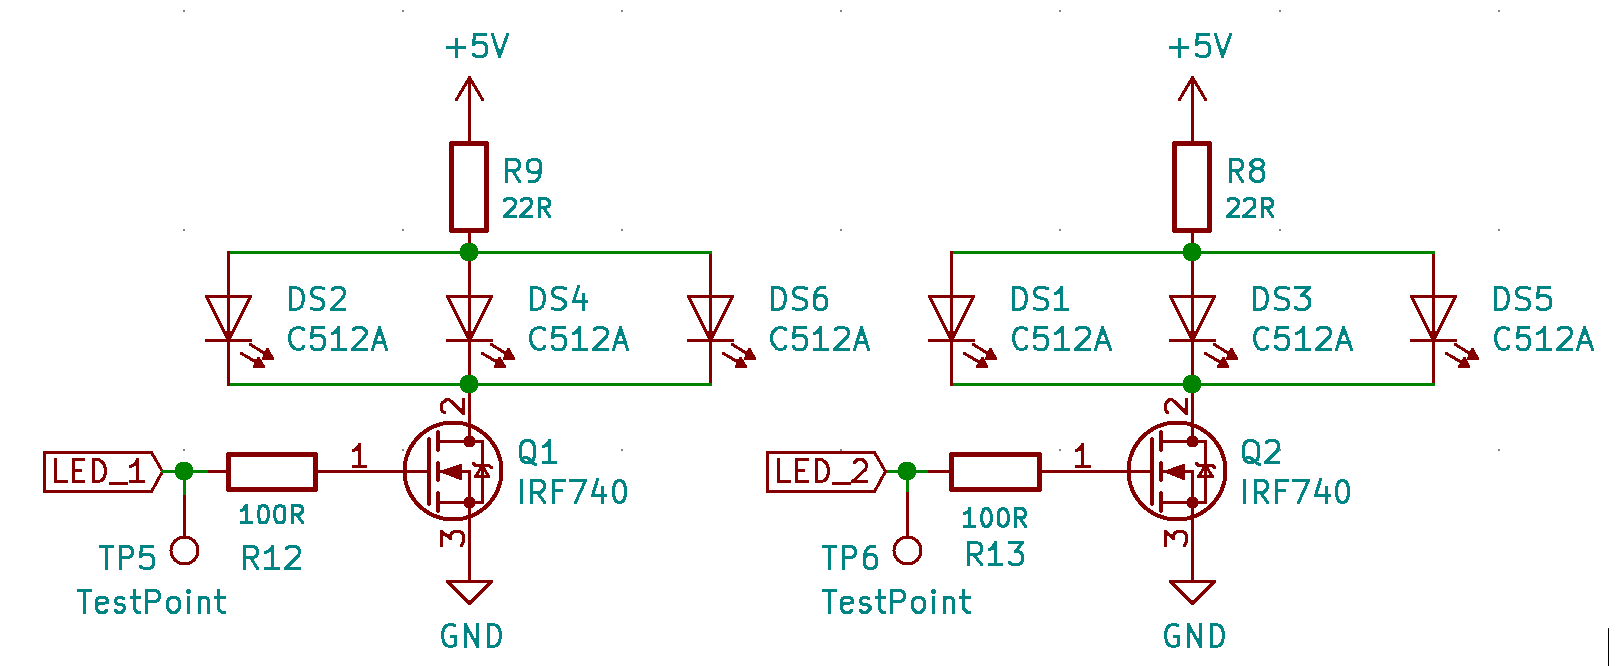 +5V
R9
22R
DS2
C512A
DS4
C512A
DS6
C512A
2
LED_1
1
Q1
IRF740
100R
R12
3
TP5
TestPoint
GND
+5V
R8
22R
DS1
C512A
DS3
C512A
DS5
C512A
2
LED_2
1
Q2
IRF740
100R
R13
3
TP6
TestPoint
GND